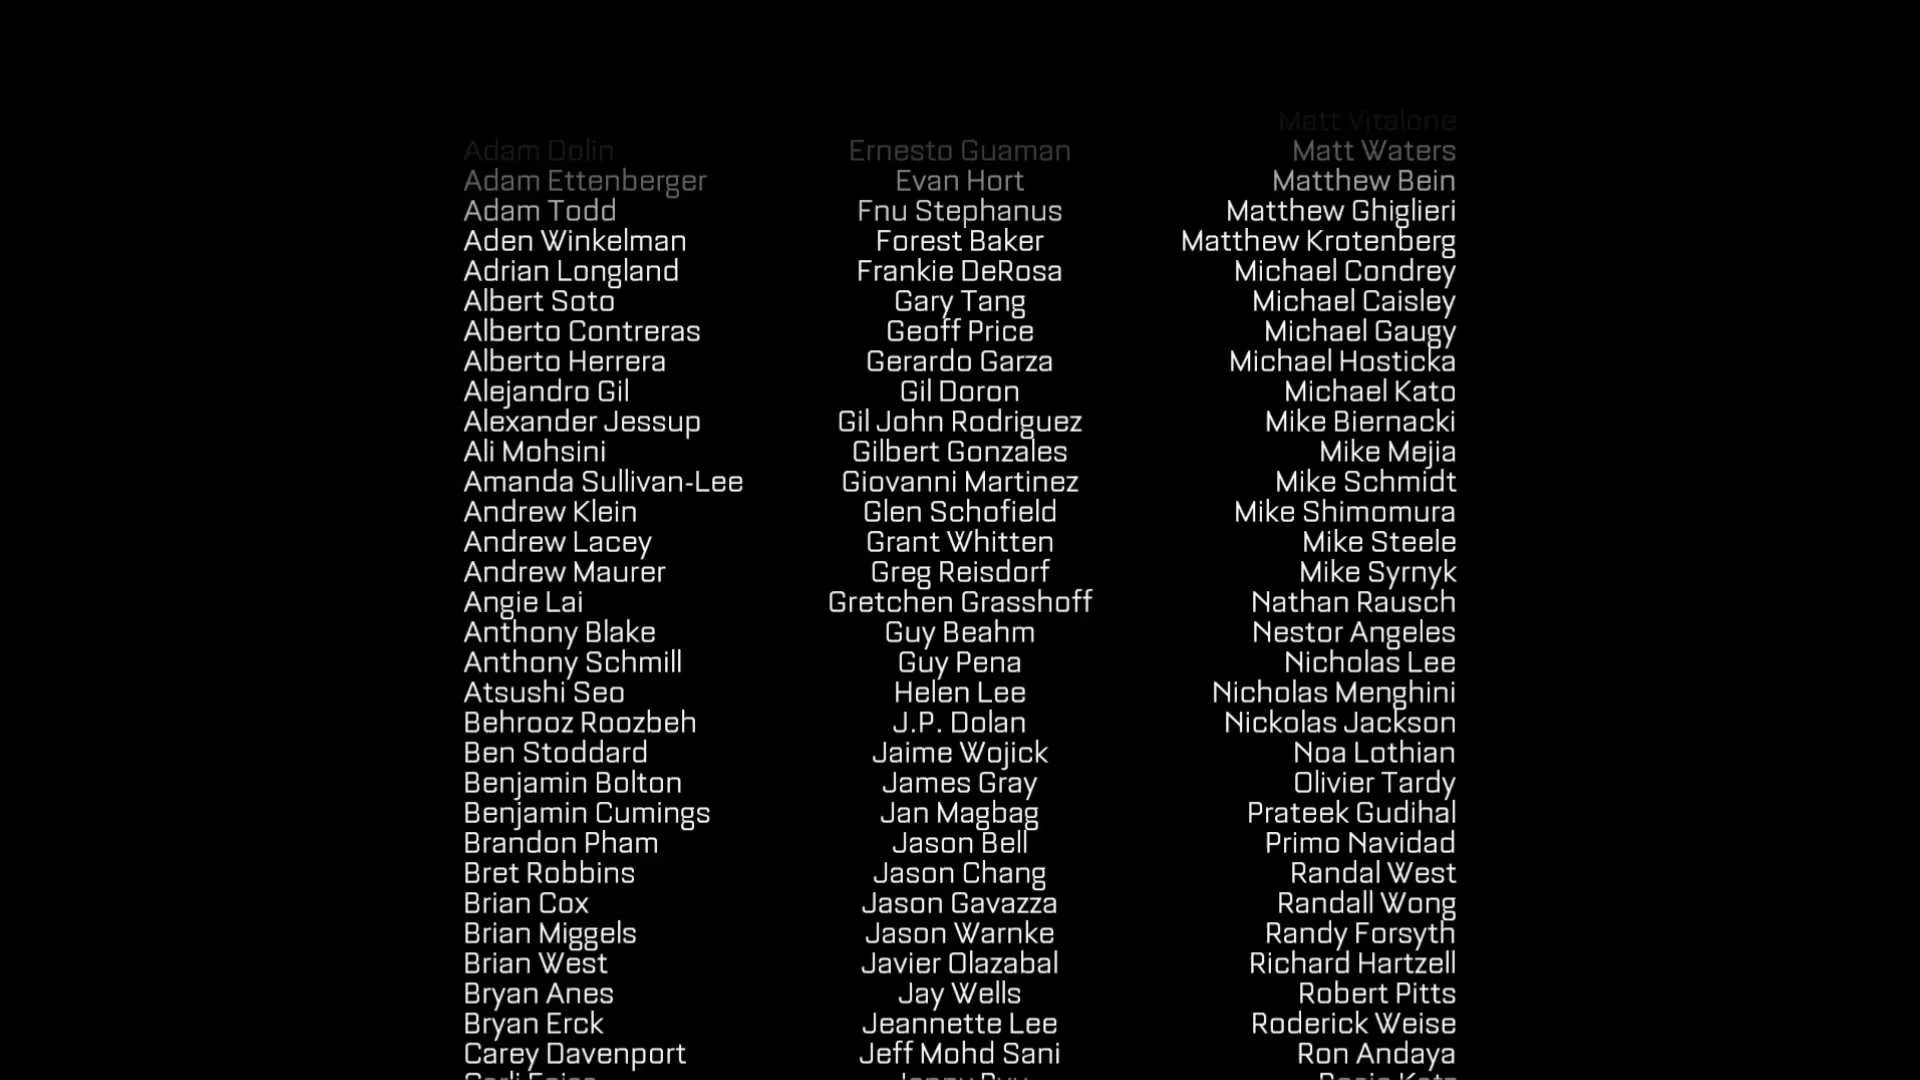 Matt Vitalone
Adam Dolin Ernesto Guaman Matt Waters
Adam Ettenberger Evan Hort Matthew Bein
Adam Todd Fnu Stephanus Matthew Ghiglieri
Aden Winkelman Forest Baker Matthew Krotenberg
Adrian Longland Frankie DeRosa Michael Condrey
Albert Soto Gary Tang Michael Caisley
Alberto Contreras Geoff Price Michael Gaugy
Alberto Herrera Gerardo Garza Michael Hosticka
Alejandro Gil Gil Doron Michael Kato
Alexander Jessup Gil John Rodriguez Mike Biernacki
Ali Mohsini Gilbert Gonzales Mike Mejia
Amanda Sullivan-Lee Giovanni Martinez Mike Schmidt
Andrew Klein Glen Schofield Mike Shimomura
Andrew Lacey Grant Whitten Mike Steele
Andrew Maurer Greg Reisdorf Mike Syrnyk
Angie Lai Gretchen Grasshoff Nathan Rausch
Anthony Blake Guy Beahm Nestor Angeles
Anthony Schmill Guy Pena Nicholas Lee
Atsushi Seo Helen Lee Nicholas Menghini
Behrooz Roozbeh J.P. Dolan Nickolas Jackson
Ben Stoddard Jaime Wojick Noa Lothian
Benjamin Bolton James Gray Olivier Tardy
Benjamin Cumings Jan Magbag Prateek Gudihal
Brandon Pham Jason Bell Primo Navidad
Bret Robbins Jason Chang Randal West
Brian Cox Jason Gavazza Randall Wong
Brian Miggels Jason Warnke Randy Forsyth
Brian West Javier Olazabal Richard Hartzell
Bryan Anes Jay Wells Robert Pitts
Bryan Erck Jeannette Lee Roderick Weise
Carey Davenport Jeff Mohd Sani Ron Andaya